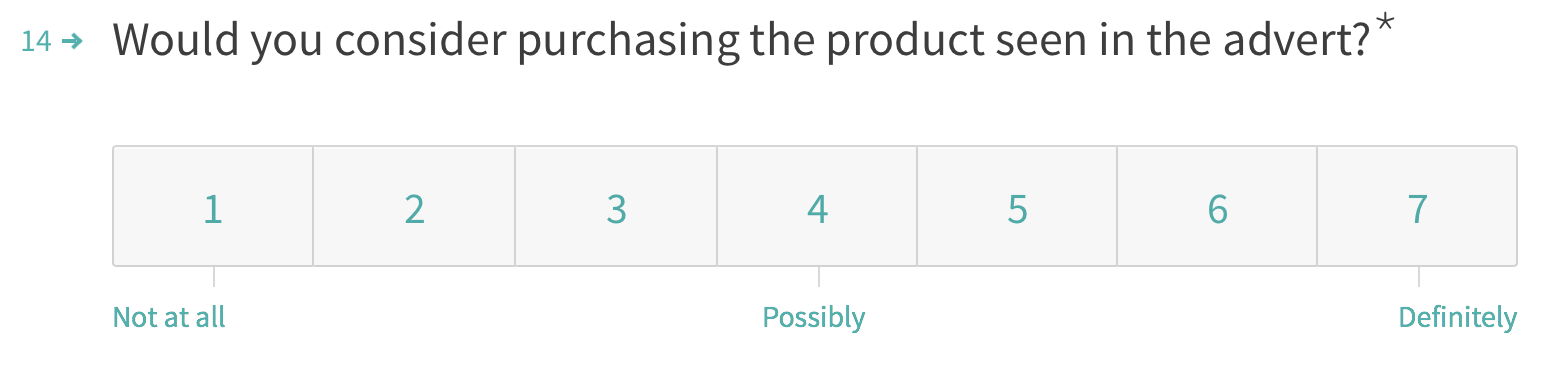 14 → Would you consider purchasing the product seen in the advert?*
1 2 3 4 5 6 7
Not at all Possibly Definitely